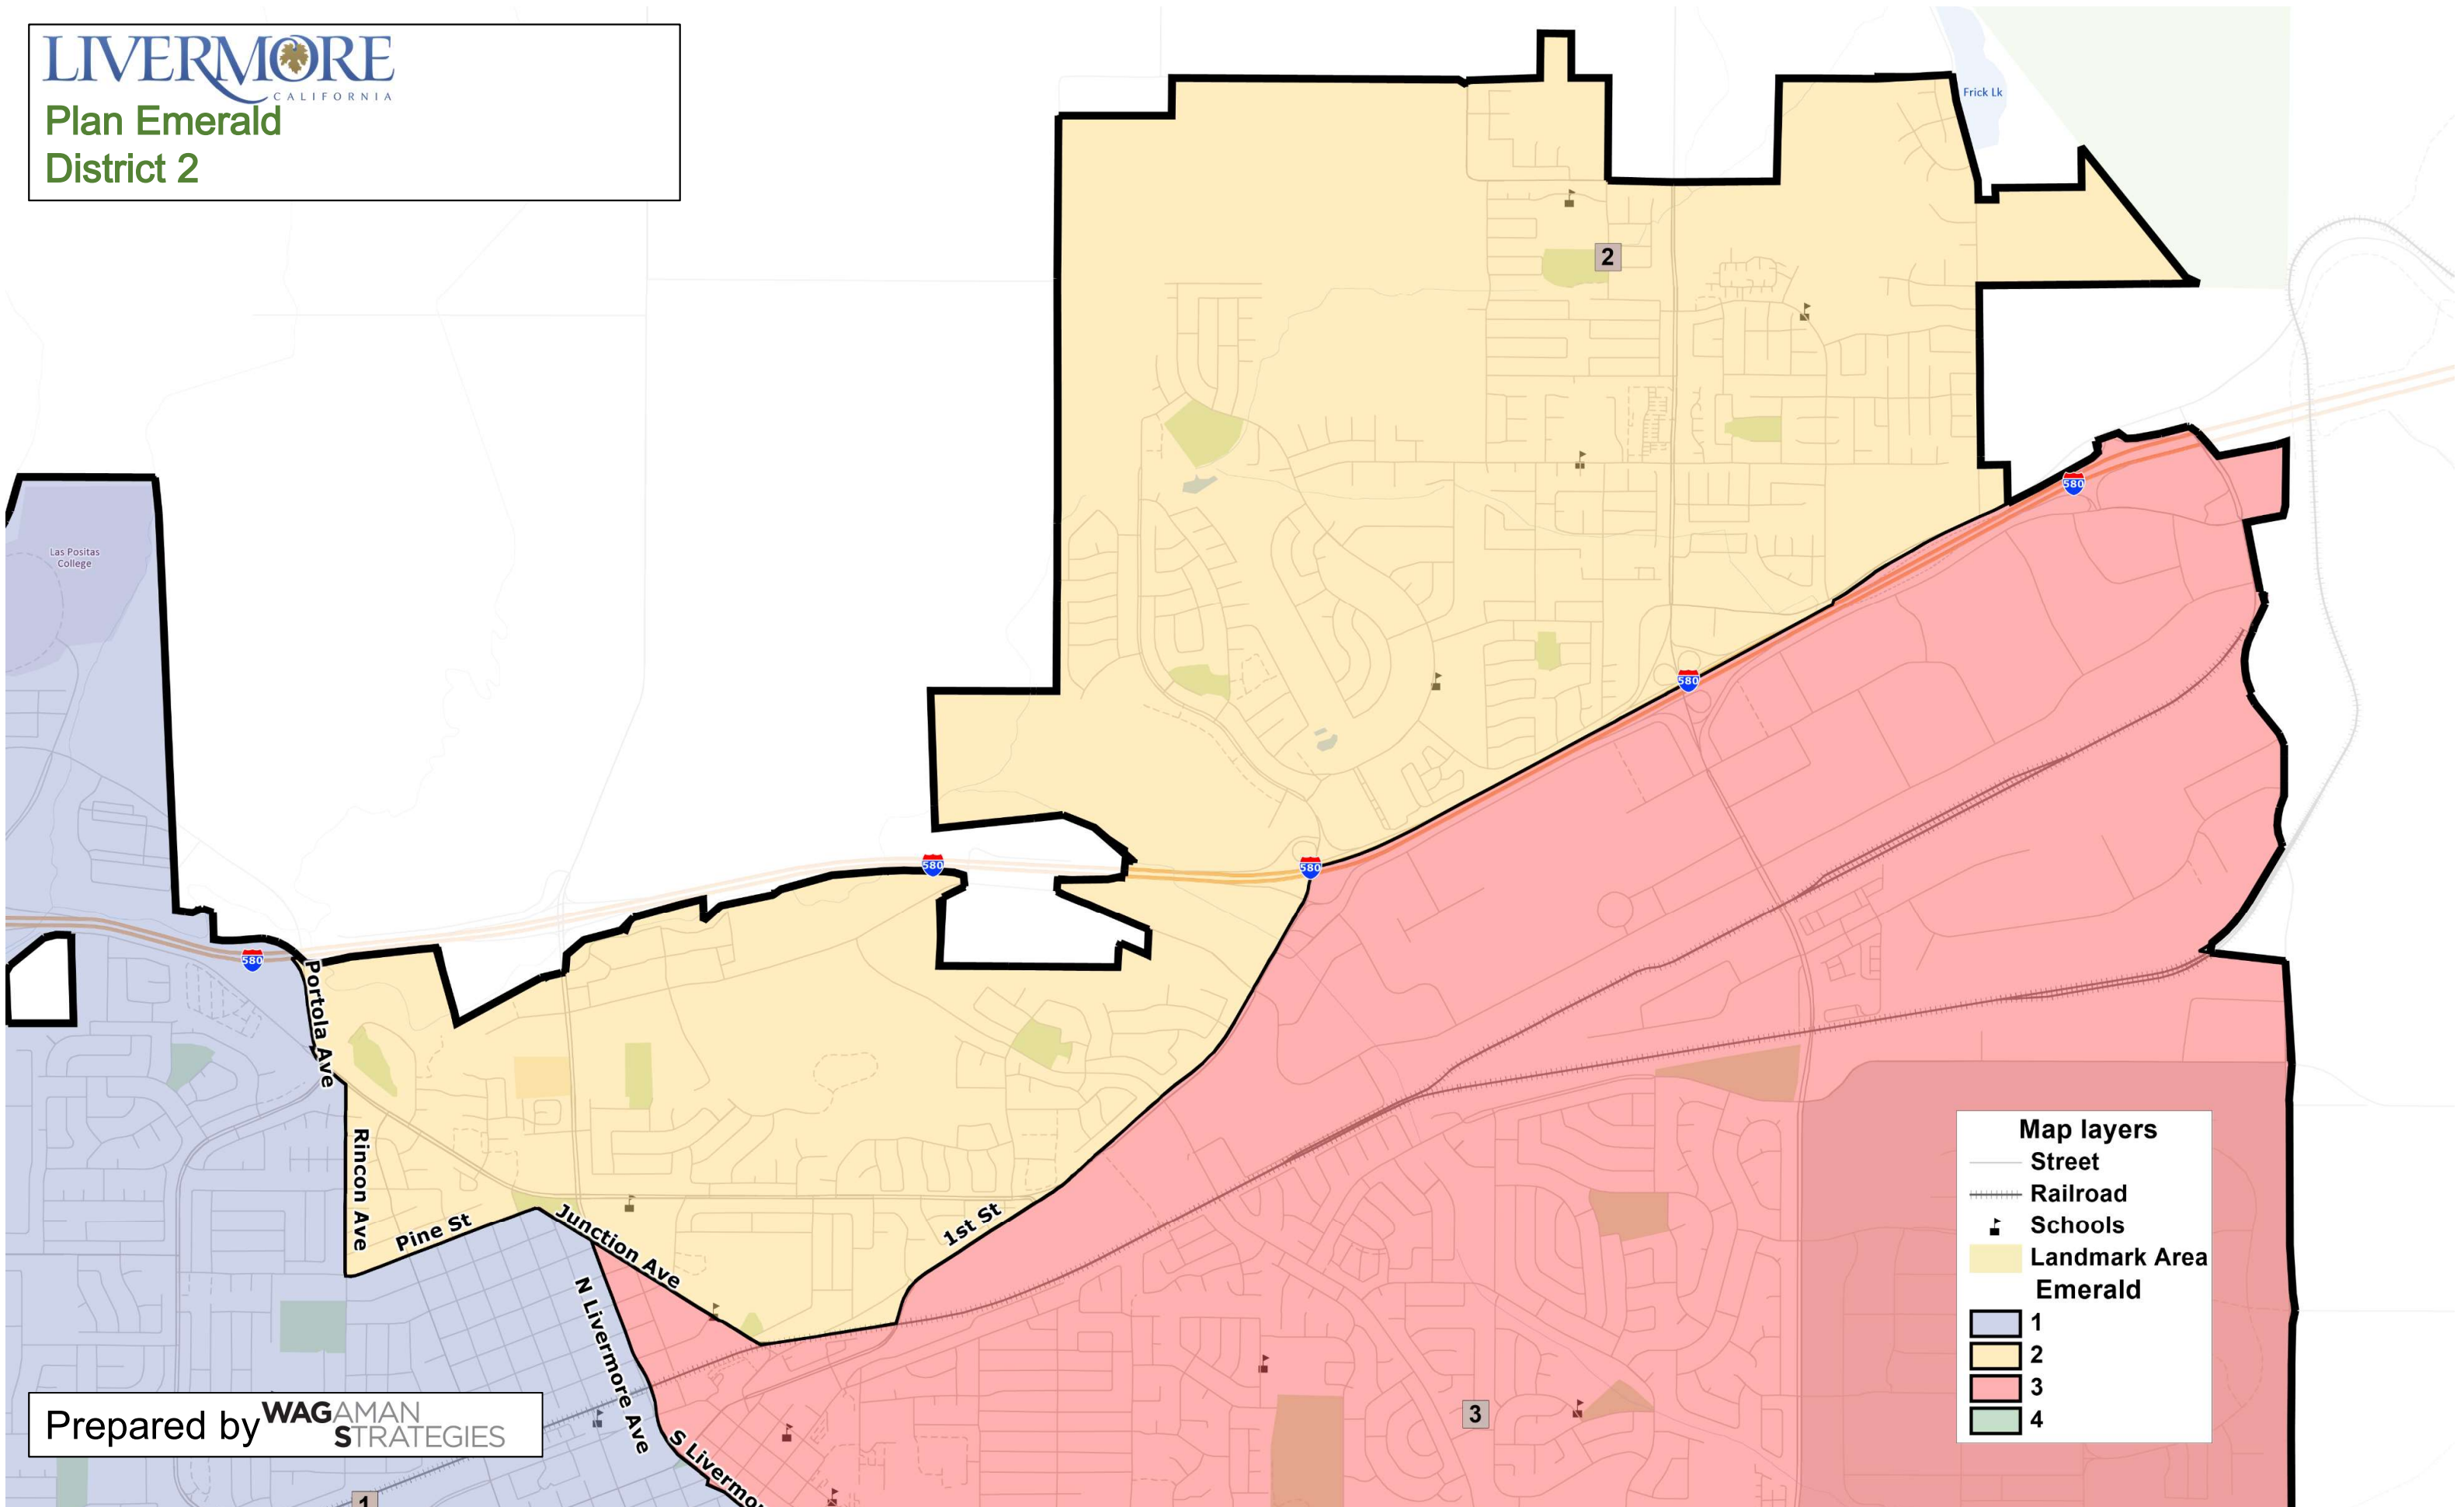 LIVERMORE
CALIFORNIA
Plan Emerald
District 2
Frick Lk
2
580
Las Positas
College
580
580
580
580
Portola Ave
Rincon Ave
Pine St
Junction Ave
1st St
N Livermore Ave
S Livermo
3
1
Map layers
Street
Railroad
Schools
Landmark Area
Emerald
1
2
3
4
Prepared by WAGAMAN
STRATEGIES